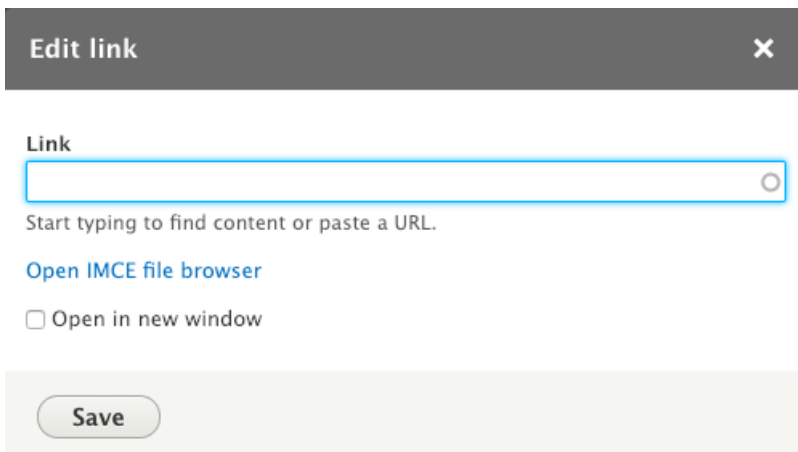 Edit link
Link
Start typing to find content or paste a URL.
Open IMCE file browser
Open in new window
Save